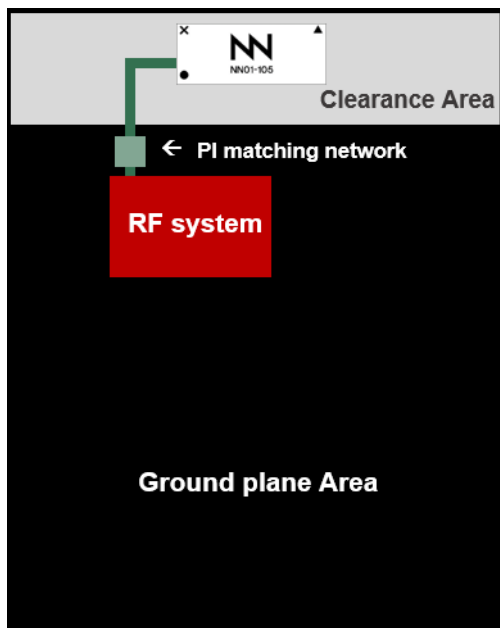 NN
NN01-105
Clearance Area
← PI matching network
RF system
Ground plane Area